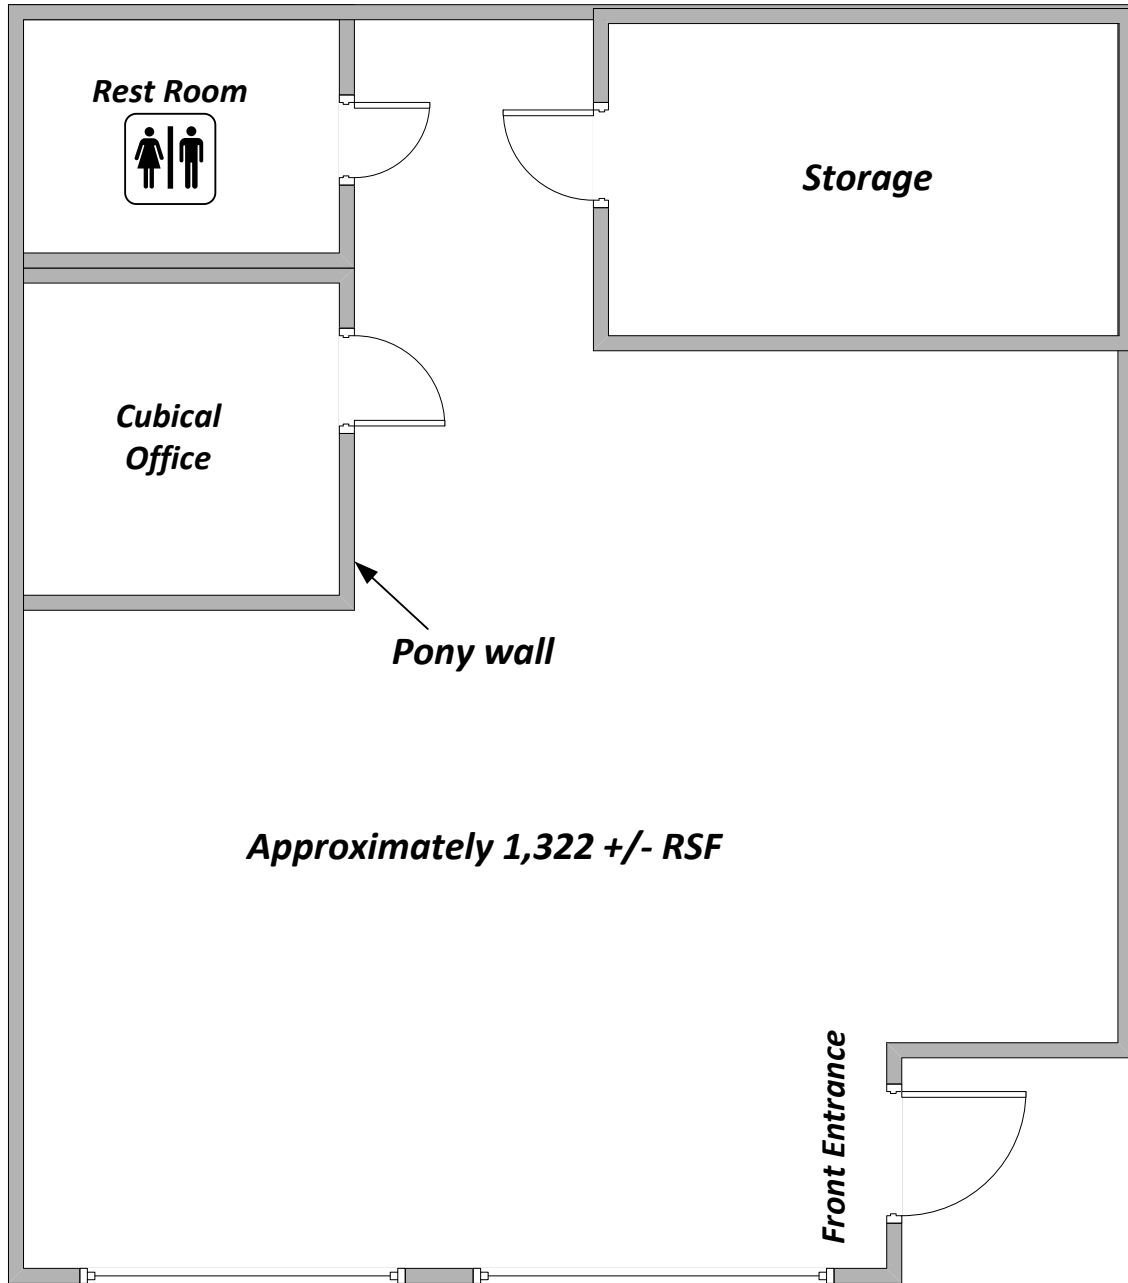 Rest Room
Storage
Cubical
Office
Pony wall
Approximately 1,322 +/- RSF
Front Entrance